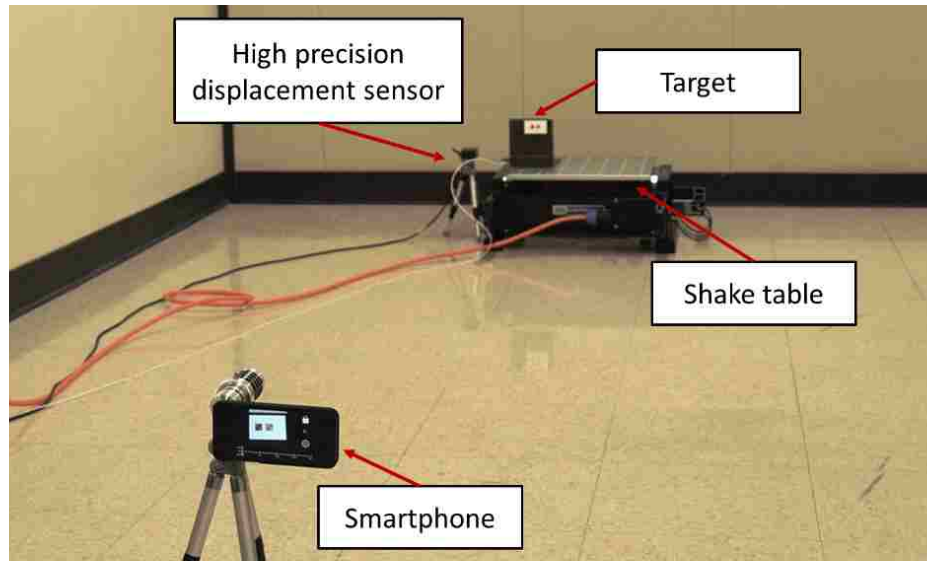 High precision
displacement sensor
Target
Shake table
Smartphone